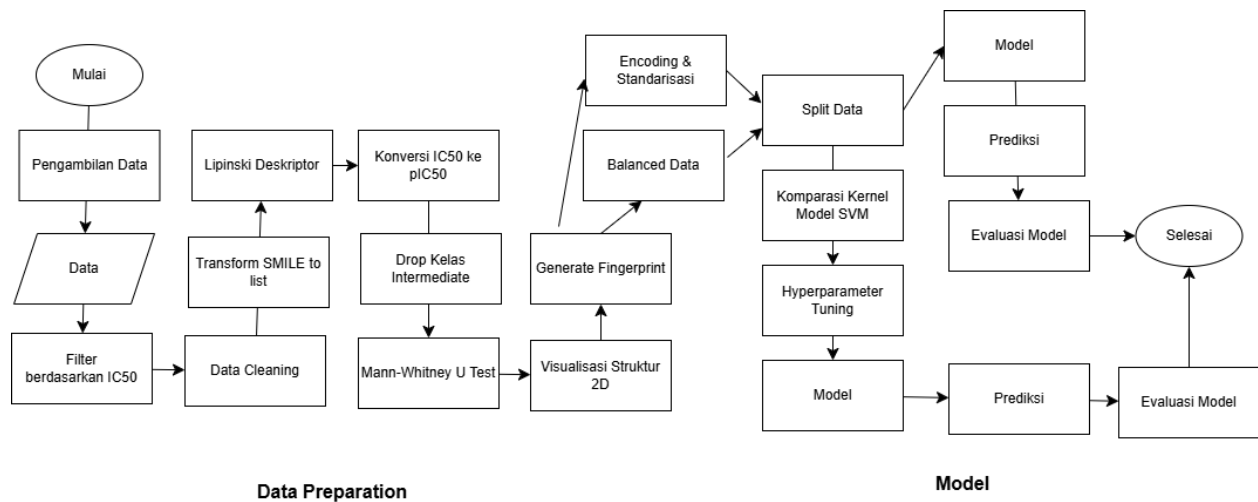 Mulai
Pengambilan Data
Data
Filter
berdasarkan IC50
Data Cleaning
Transform SMILE to
list
Lipinski Deskriptor
Konversi IC50 ke
pIC50
Drop Kelas
Intermediate
Mann-Whitney U Test
Visualisasi Struktur
2D
Generate Fingerprint
Encoding &
Standarisasi
Balanced Data
Split Data
Model
Prediksi
Evaluasi Model
Selesai
Komparasi Kernel
Model SVM
Hyperparameter
Tuning
Model
Prediksi
Evaluasi Model
Data Preparation
Model